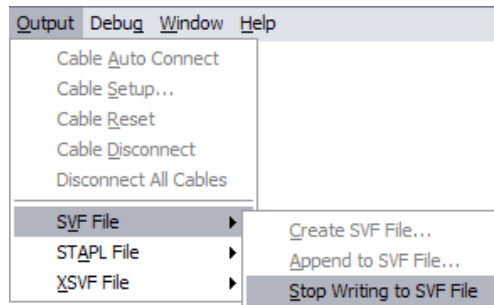 Output Debug Window Help
Cable Auto Connect
Cable Setup...
Cable Reset
Cable Disconnect
Disconnect All Cables
SVF File
STAPL File
XSVF File
Create SVF File...
Append to SVF File...
Stop Writing to SVF File